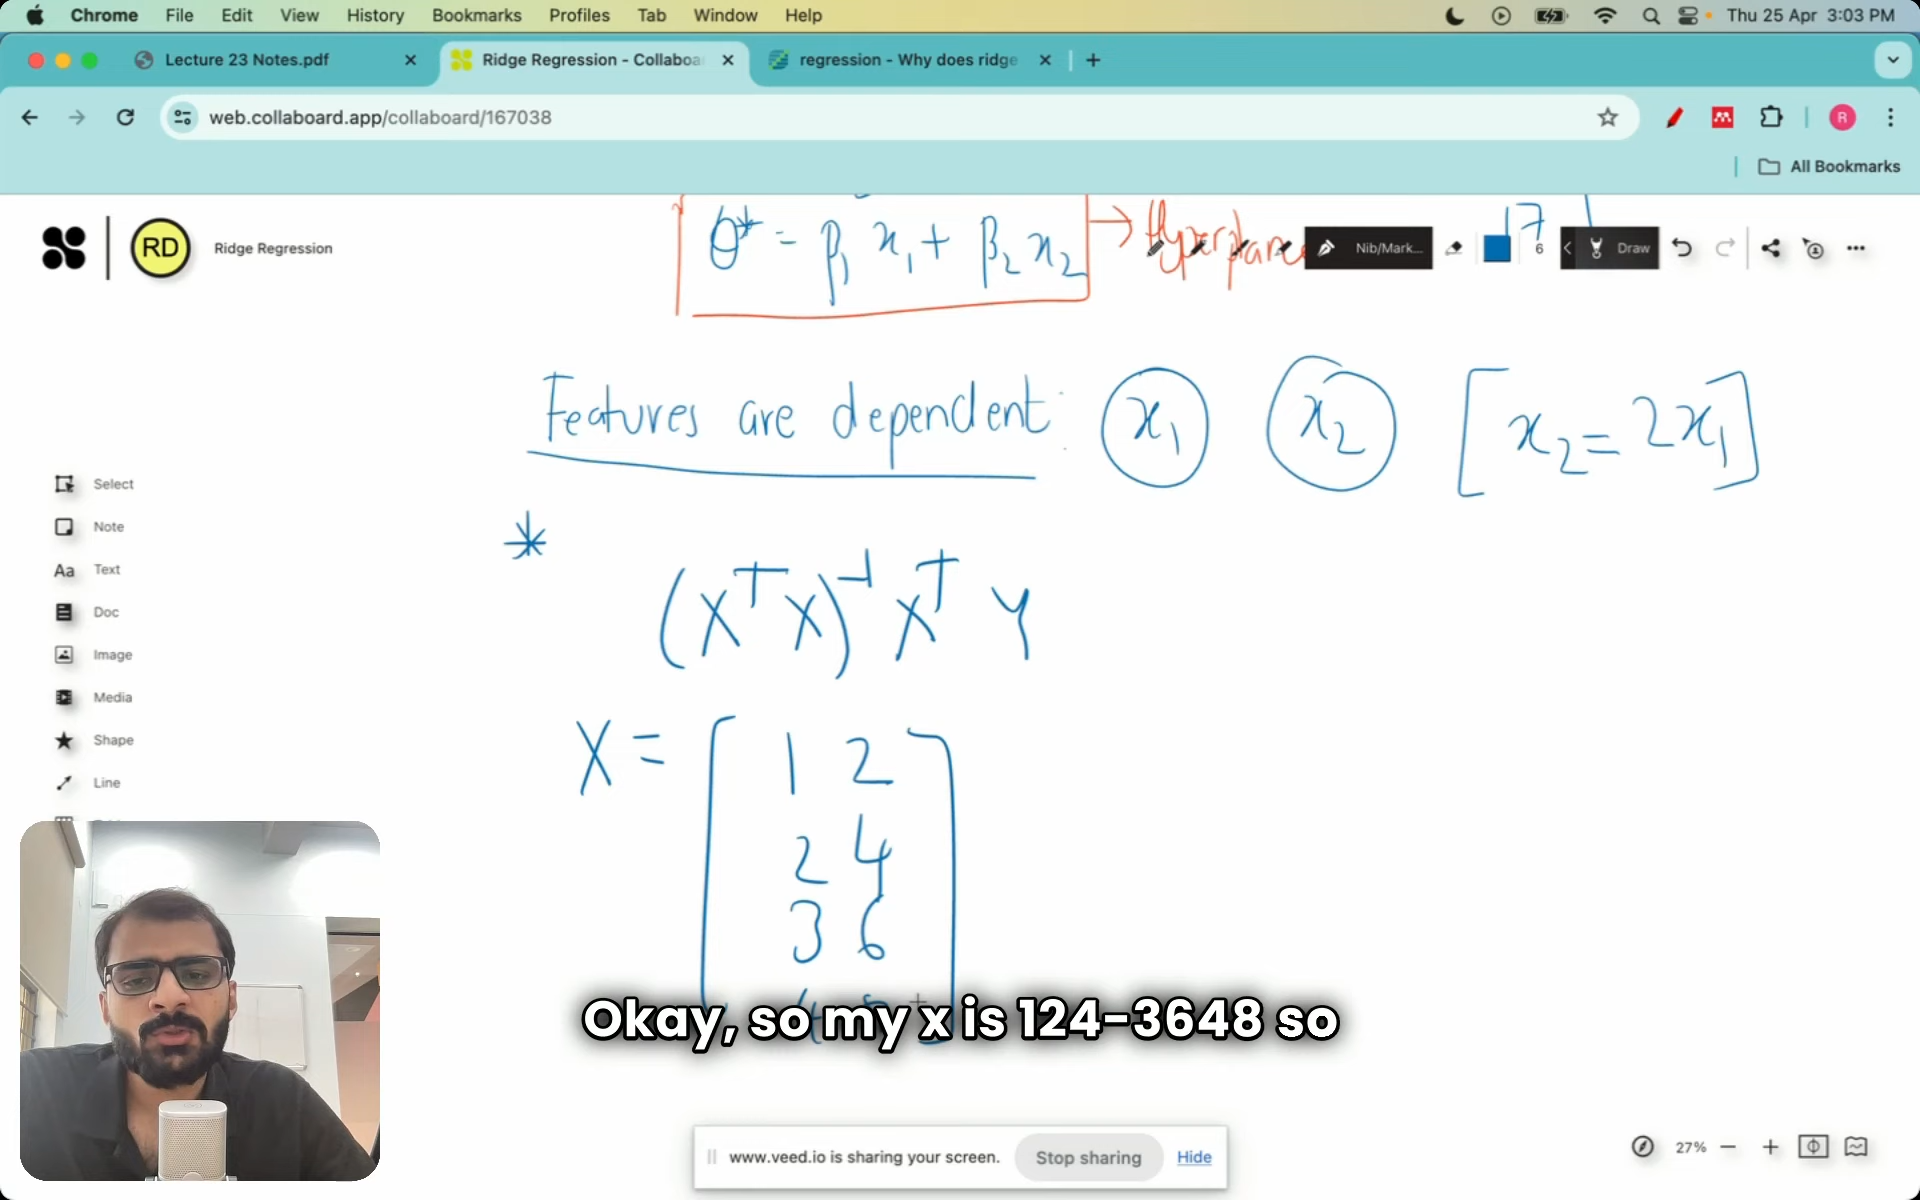 Chrome File Edit View History Bookmarks Profiles Tab Window Help Thu 25 Apr 3:03 PM
Lecture 23 Notes.pdf Ridge Regression - Collaboa regression - Why does ridge
web.collaboard.app/collaboard/167038 R
All Bookmarks
RD Ridge Regression
θ* = β₁ x₁ + β₂ x₂ → Hyperplane
17
Nib/Mark... 6 Draw
Features are dependent: x₁ x₂ [x₂ = 2x₁]
Select
Note
Text
Doc
Image
Media
Shape
Line
* (XᵀX)⁻¹ Xᵀ Y
X = [ 1 2
2 4
3 6
Okay, so my x is 124-3648 so
www.veed.io is sharing your screen. Stop sharing Hide
27%